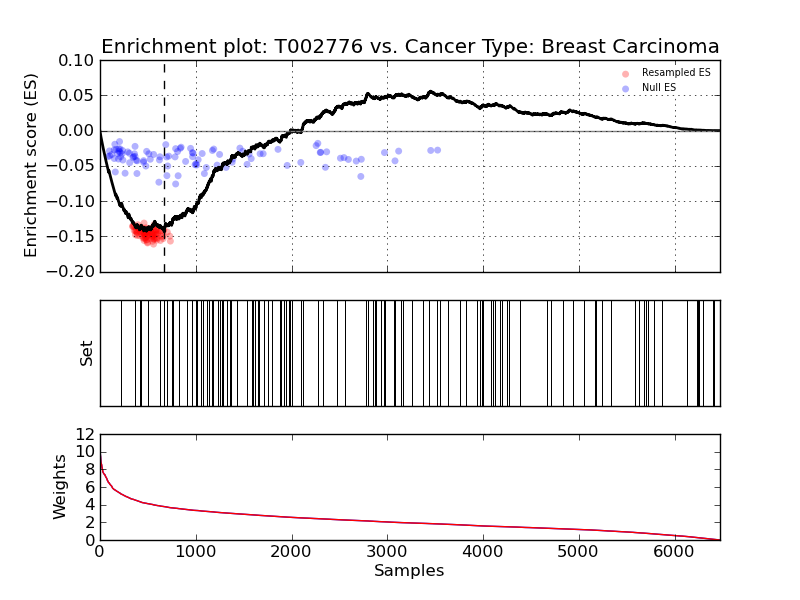 Enrichment plot: T002776 vs. Cancer Type: Breast Carcinoma
Enrichment score (ES)
0.10
0.05
0.00
−0.05
−0.10
−0.15
−0.20
Resampled ES
Null ES
Set
Weights
12
10
8
6
4
2
0
0 1000 2000 3000 4000 5000 6000
Samples